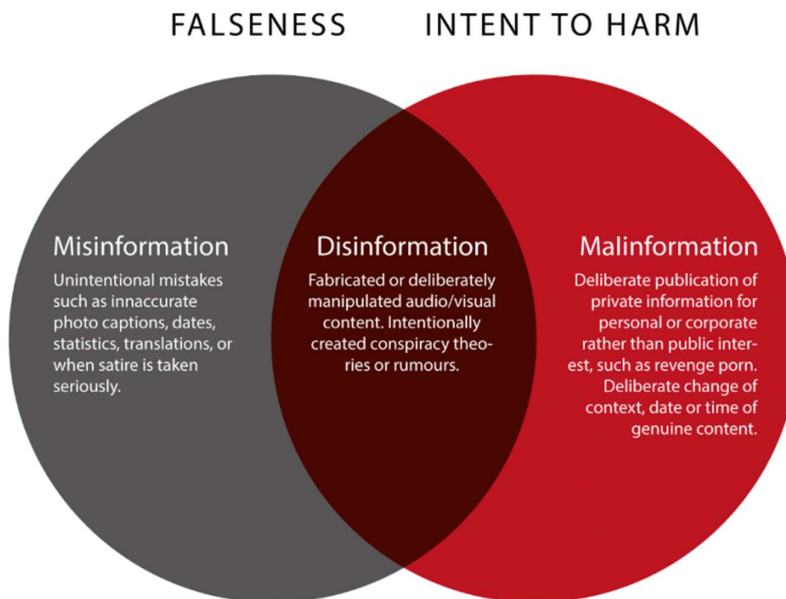 FALSENESS
INTENT TO HARM
Misinformation
Unintentional mistakes
such as innaccurate
photo captions, dates,
statistics, translations, or
when satire is taken
seriously.
Disinformation
Fabricated or deliberately
manipulated audio/visual
content. Intentionally
created conspiracy theo-
ries or rumours.
Malinformation
Deliberate publication of
private information for
personal or corporate
rather than public inter-
est, such as revenge porn.
Deliberate change of
context, date or time of
genuine content.